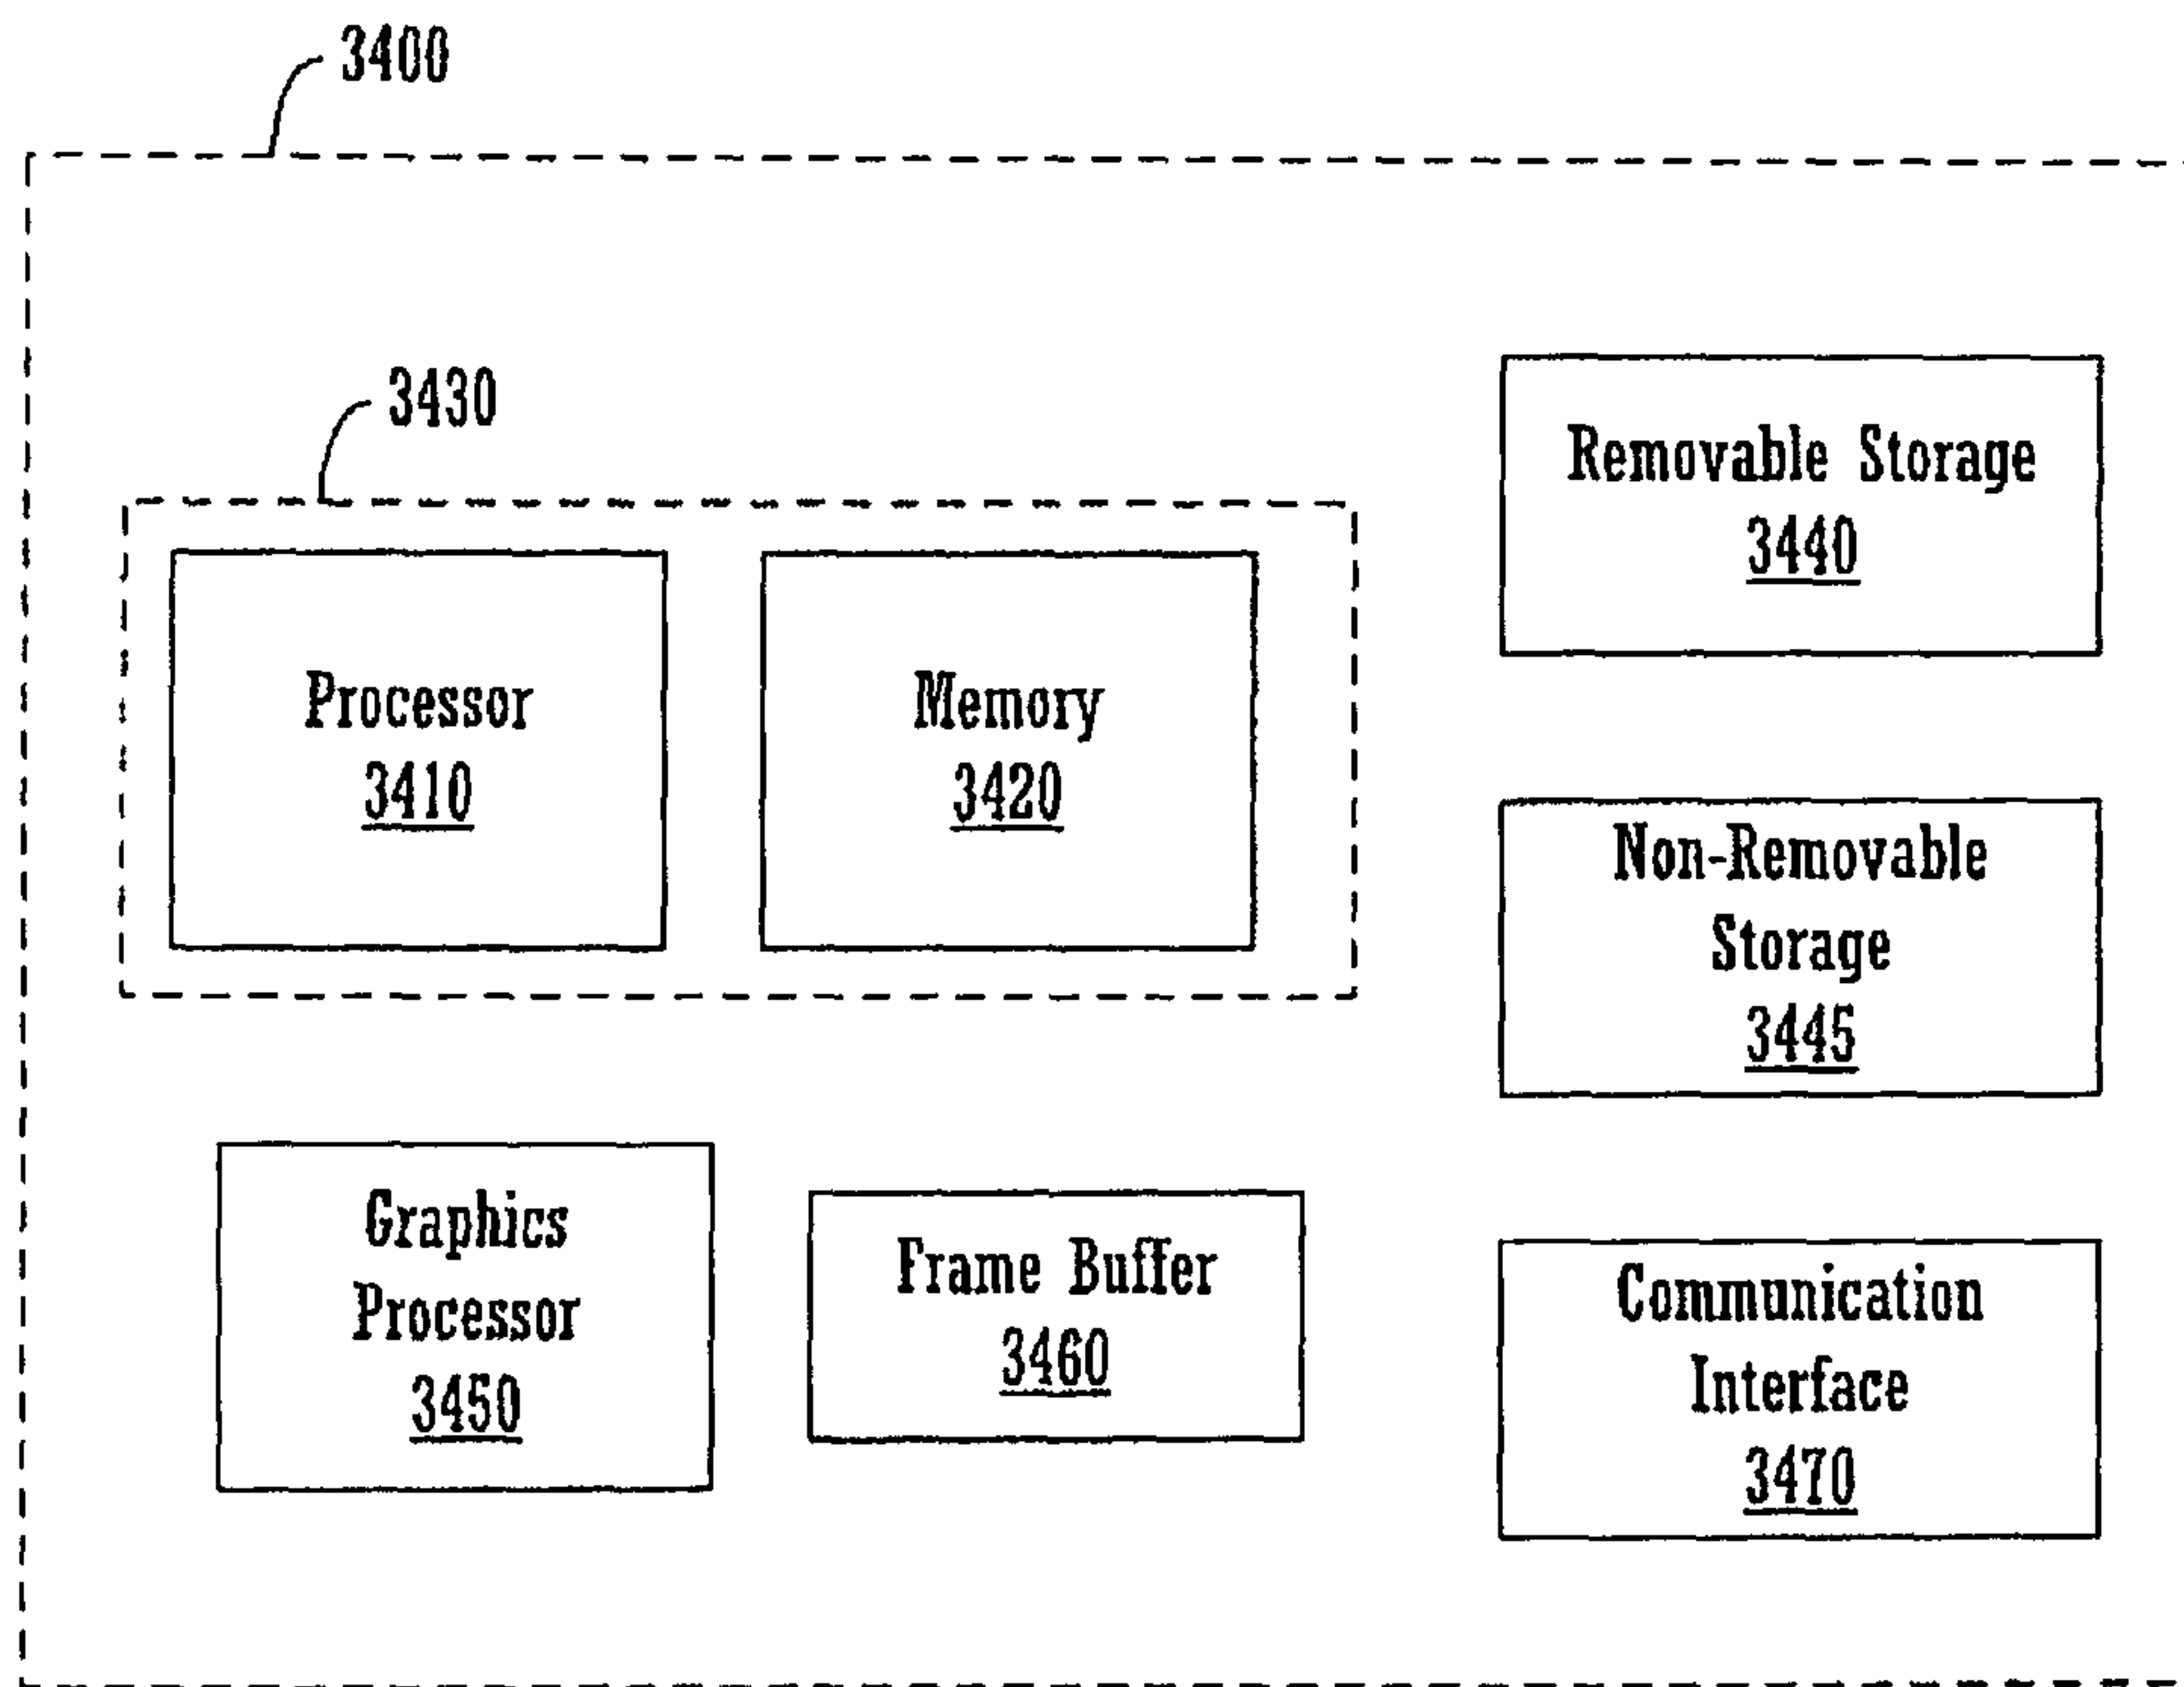 3400
3430
Removable Storage
3440
Processor
3410
Memory
3420
Non-Removable
Storage
3445
Graphics
Processor
3450
Frame Buffer
3460
Communication
Interface
3470